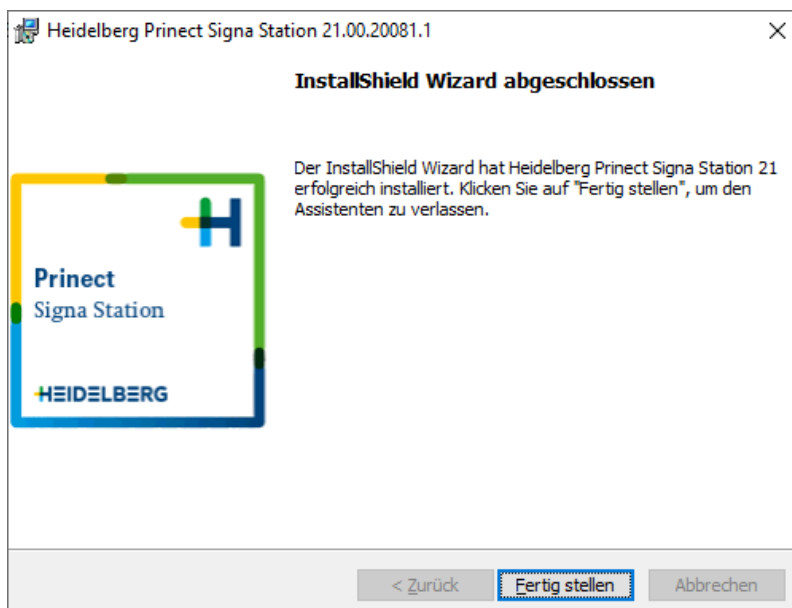 Heidelberg Prinect Signa Station 21.00.20081.1
InstallShield Wizard abgeschlossen
Der InstallShield Wizard hat Heidelberg Prinect Signa Station 21
erfolgreich installiert. Klicken Sie auf "Fertig stellen", um den
Assistenten zu verlassen.
Prinect
Signa Station
HEIDELBERG
< Zurück
Fertig stellen
Abbrechen